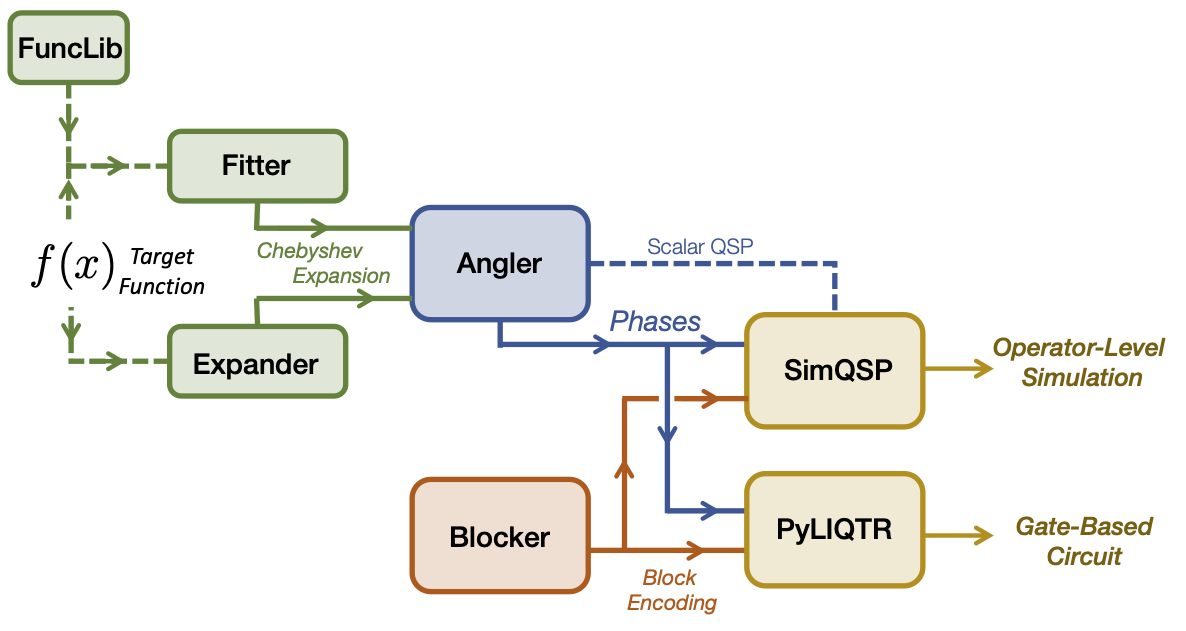 FuncLib
Fitter
f(x) Target
Function
Chebyshev
Expansion
Expander
Angler
Scalar QSP
Phases
SimQSP
Operator-Level
Simulation
Blocker
Block
Encoding
PyLIQTR
Gate-Based
Circuit